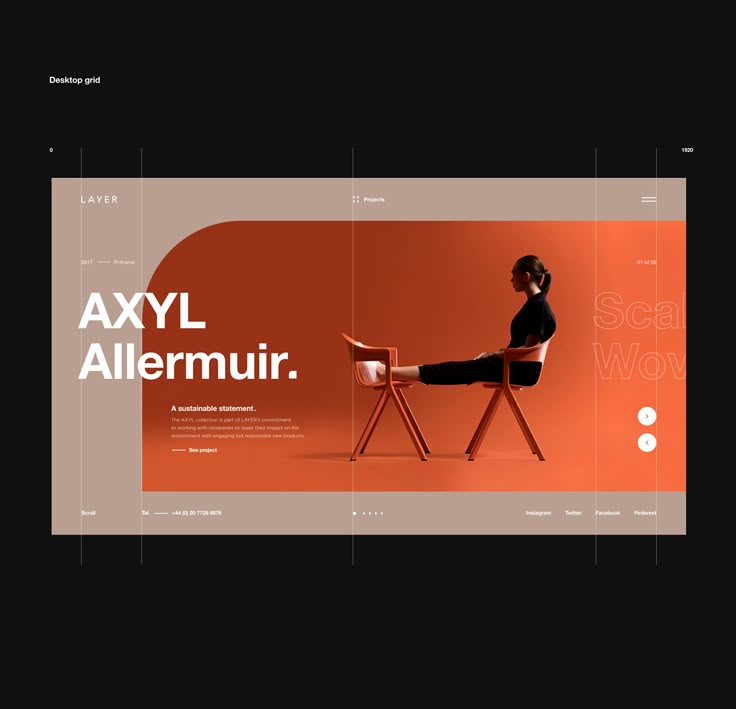 Desktop grid
0
1920
LAYER
Projects
2017
P-frame
01 of 05
AXYL
Allermuir.
Scal
Wov
A sustainable statement.
The AXYL collection is part of LAYER's commitment
to working with companies to lower their impact on the
environment with engaging but responsible new products.
See project
Scroll
Tel.
+44 (0) 20 7729 9876
Instagram
Twitter
Facebook
Pinterest